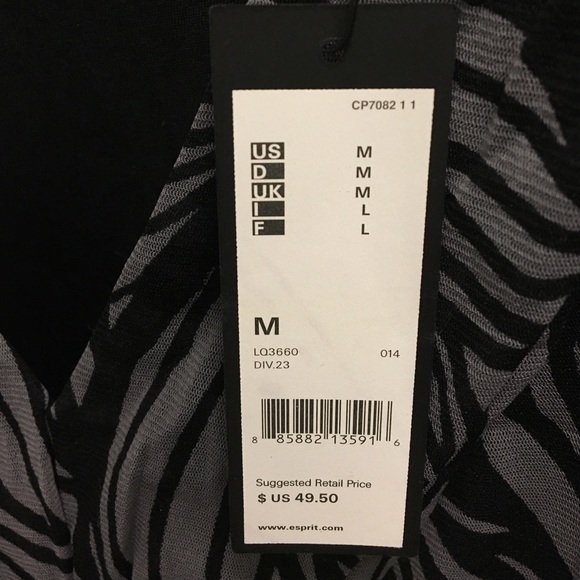 CP7082 1 1
US M
D M
UK M
I L
F L
M
LQ3660 014
DIV.23
8 85882 13591 6
Suggested Retail Price
$ US 49.50
www.esprit.com